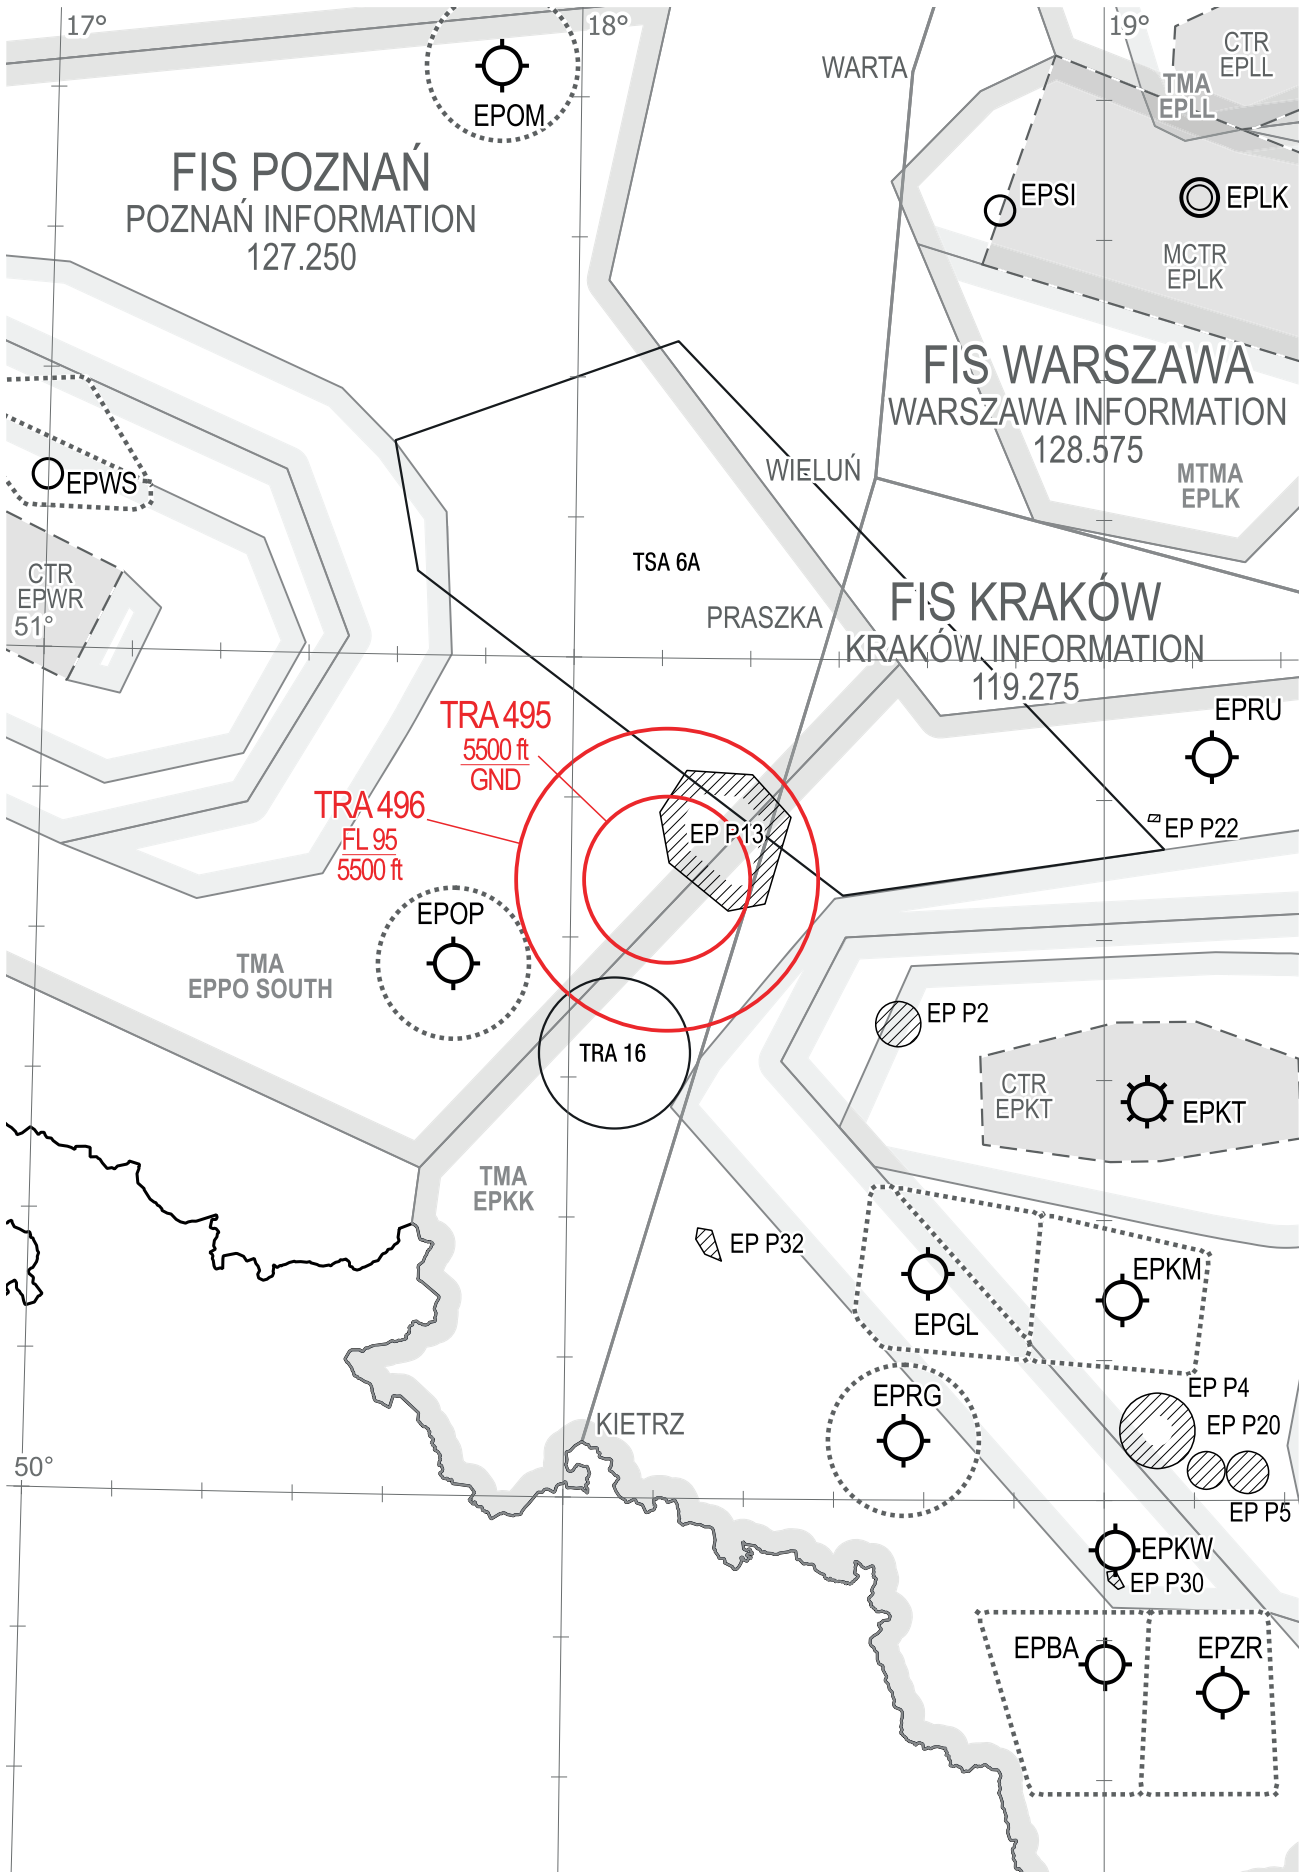 17°
18°
19°
CTR
EPLL
WARTA
TMA
EPLL
EPOM
FIS POZNAŃ
POZNAŃ INFORMATION
127.250
EPSI
EPLK
MCTR
EPLK
FIS WARSZAWA
WARSZAWA INFORMATION
128.575
WIELUŃ
MTMA
EPLK
EPWS
TSA 6A
CTR
EPWR
51°
PRASZKA
FIS KRAKÓW
KRAKÓW INFORMATION
119.275
TRA 495
5500 ft
GND
EPRU
TRA 496
FL 95
5500 ft
EP P13
EP P22
EPOP
TMA
EPPO SOUTH
EP P2
TRA 16
CTR
EPKT
EPKT
TMA
EPKK
EP P32
EPKM
EPGL
EPRG
EP P4
KIETRZ
EP P20
50°
EP P5
EPKW
EP P30
EPBA
EPZR